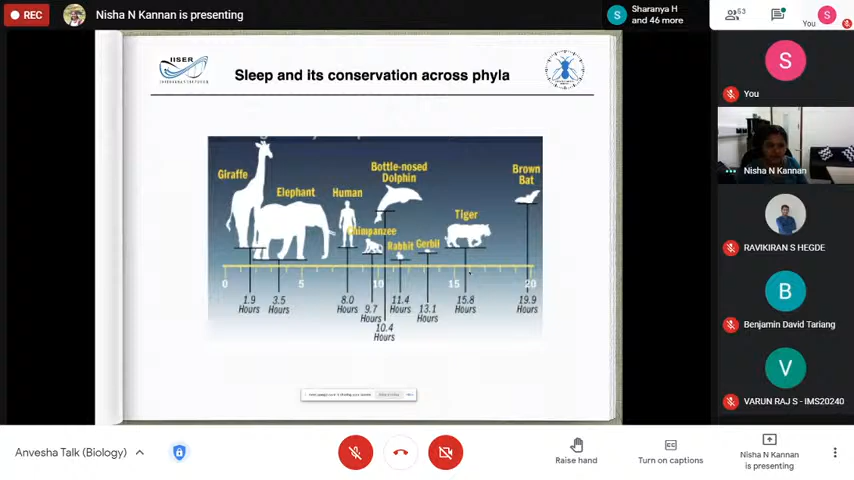 REC
Nisha N Kannan is presenting
Sharanya H
and 46 more
53
You
IISER
Sleep and its conservation across phyla
Giraffe
Elephant
Human
Bottle-nosed
Dolphin
Chimpanzee
Rabbit
Gerbil
Tiger
Brown
Bat
0
5
10
15
20
1.9
Hours
3.5
Hours
8.0
Hours
9.7
Hours
10.4
Hours
11.4
Hours
13.1
Hours
15.8
Hours
19.9
Hours
S
You
Nisha N Kannan
RAVIKIRAN S HEGDE
B
Benjamin David Tariang
V
VARUN RAJ S - IMS20240
Anvesha Talk (Biology)
Raise hand
Turn on captions
Nisha N Kannan
is presenting